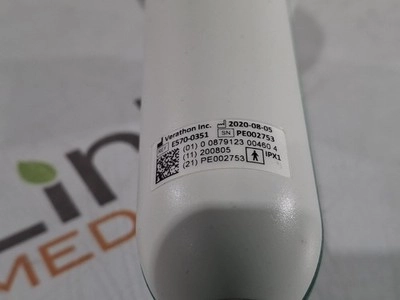 Verathon Inc. 2020-08-05
REF E570-0351 SN PE002753
(01) 0 0879123 00460 4
(11) 200805
(21) PE002753 IPX1
MED